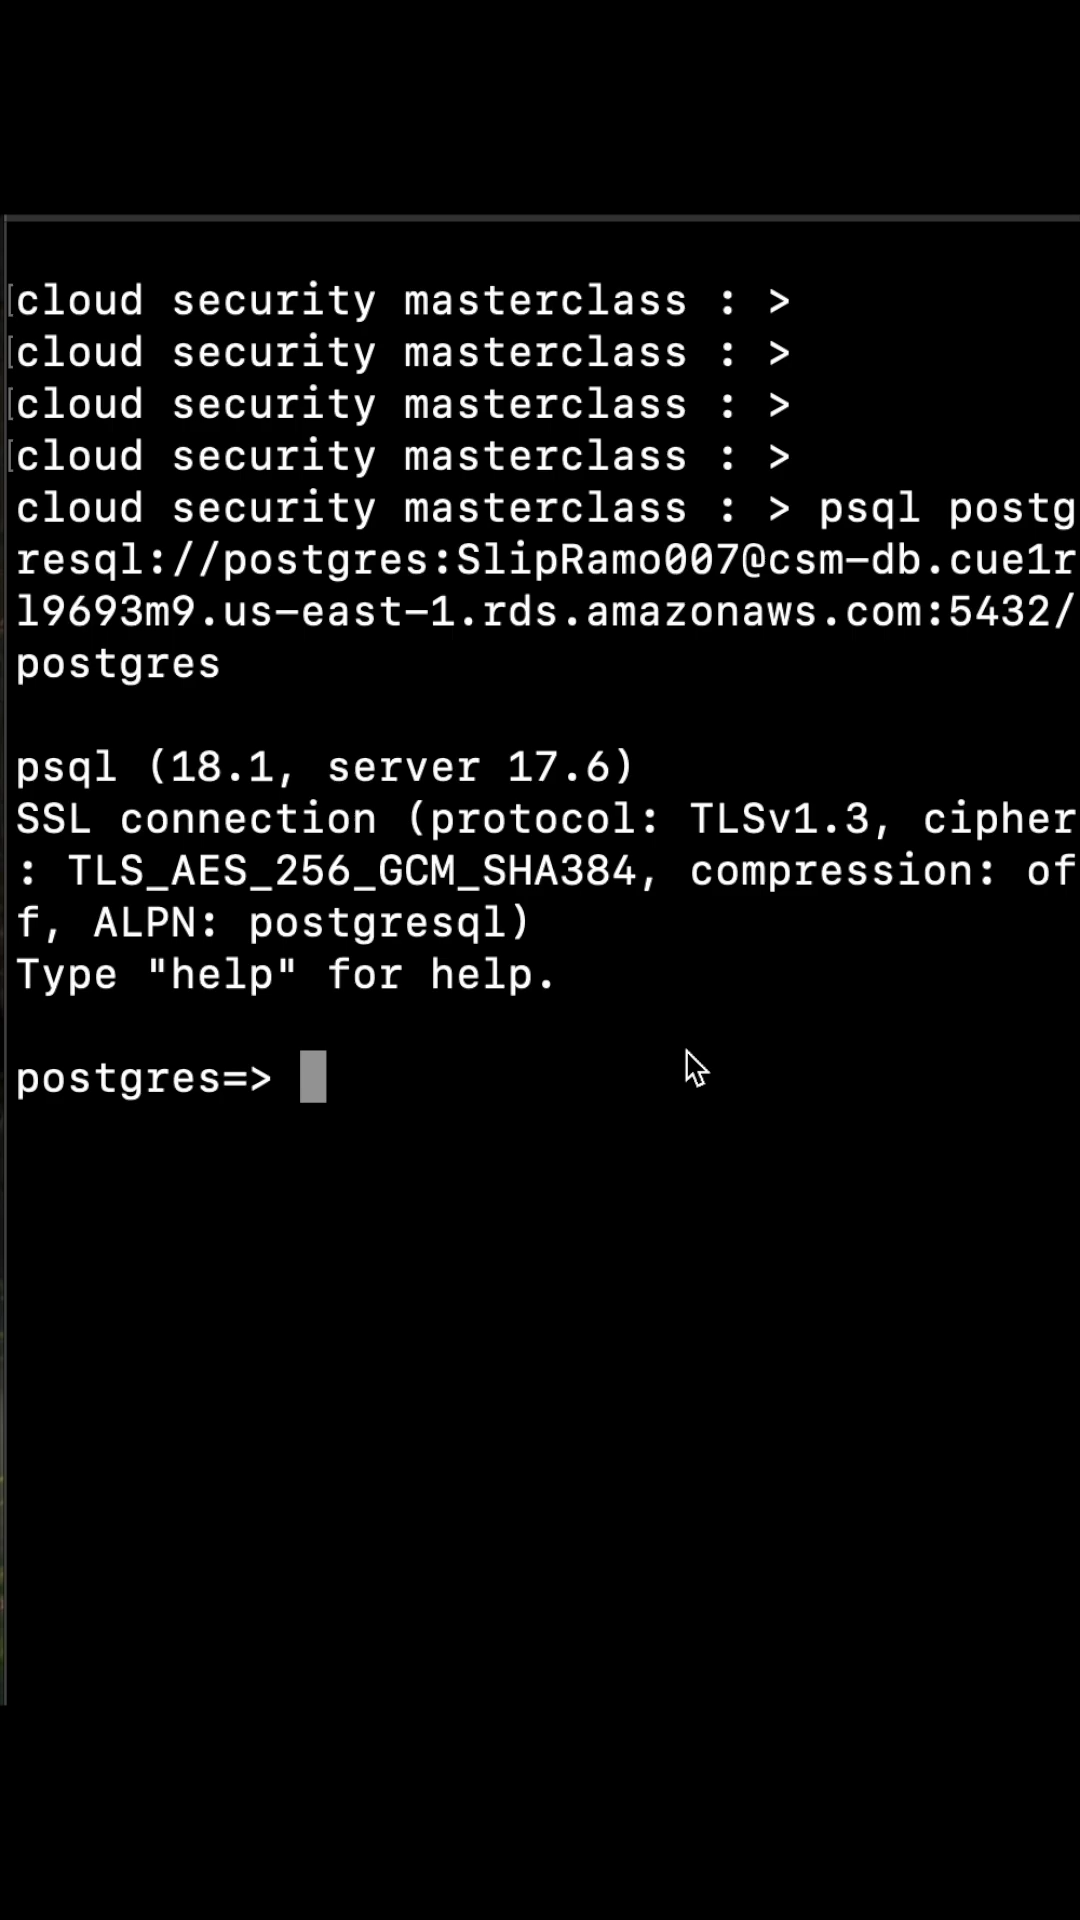 cloud security masterclass : >
cloud security masterclass : >
cloud security masterclass : >
cloud security masterclass : >
cloud security masterclass : > psql postg
resql://postgres:SlipRamo007@csm-db.cue1r
l9693m9.us-east-1.rds.amazonaws.com:5432/
postgres
psql (18.1, server 17.6)
SSL connection (protocol: TLSv1.3, cipher
: TLS_AES_256_GCM_SHA384, compression: of
f, ALPN: postgresql)
Type "help" for help.
postgres=>